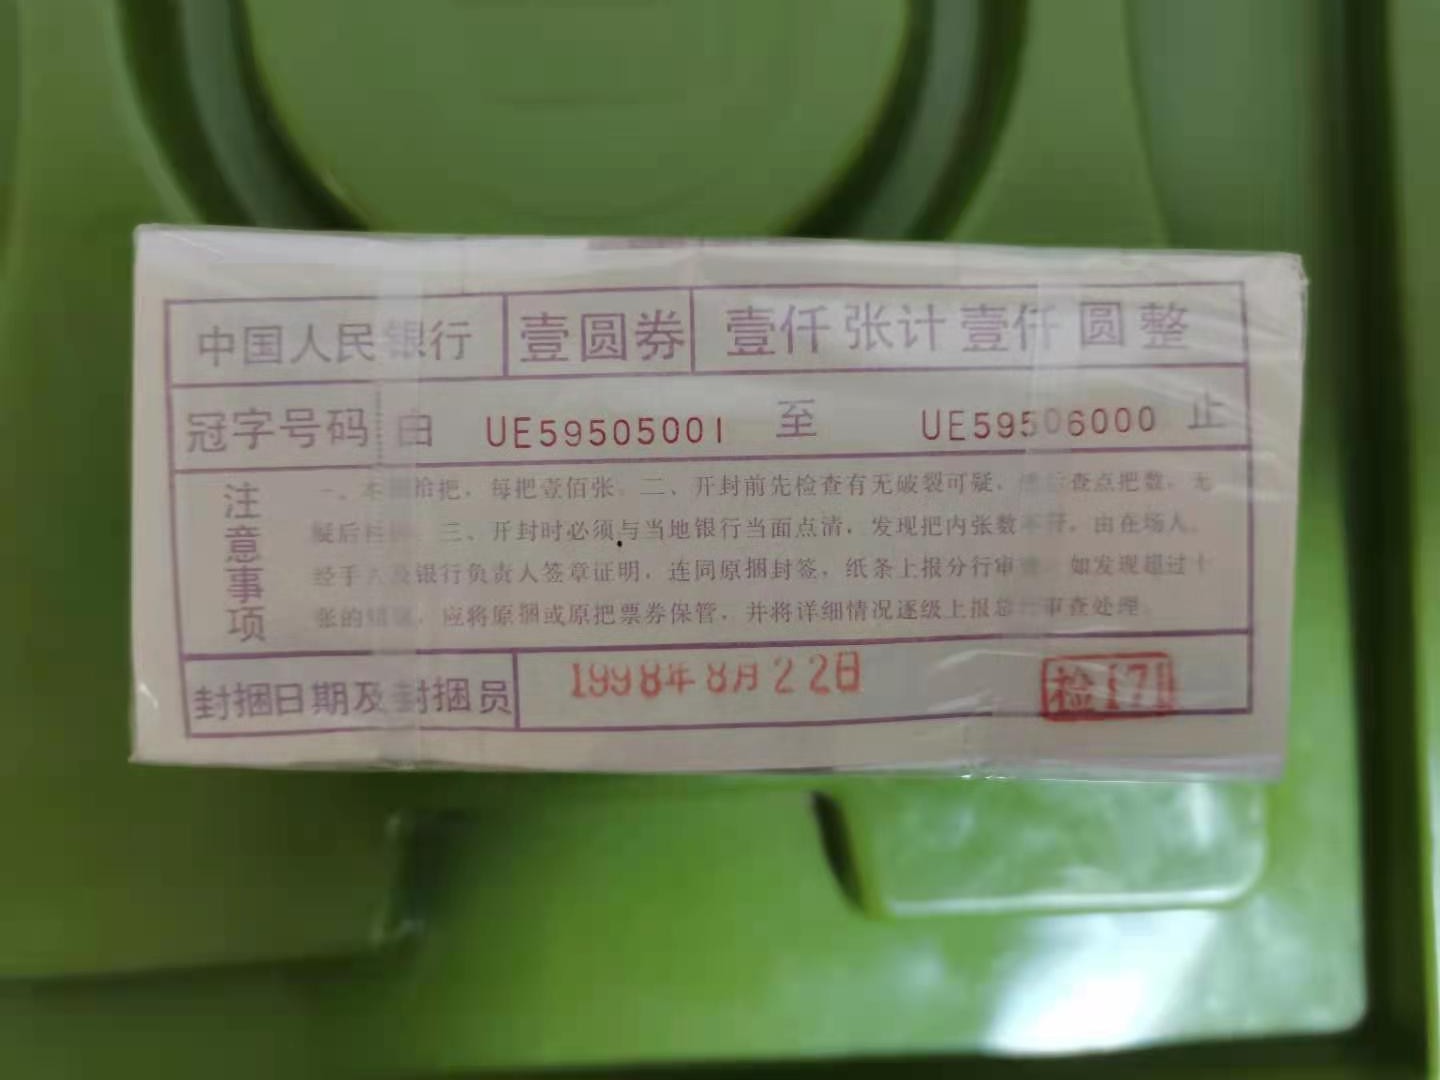 中国人民银行 壹圆券 壹仟张计壹仟圆整
冠字号码 由 UE59505001 至 UE59506000 止
注意事项
一、本捆拾把，每把壹佰张。二、开封前先检查有无破裂可疑，查点把数，无
疑后 三、开封时必须与当地银行当面点清，发现把内张数不符，由在场人、
经手人及银行负责人签章证明，连同原捆封签，纸条上报分行审查。如发现超过十
张的 应将原捆或原把票券保管，并将详细情况逐级上报总行审查处理。
封捆日期及封捆员 1998年8月22日 检[7]